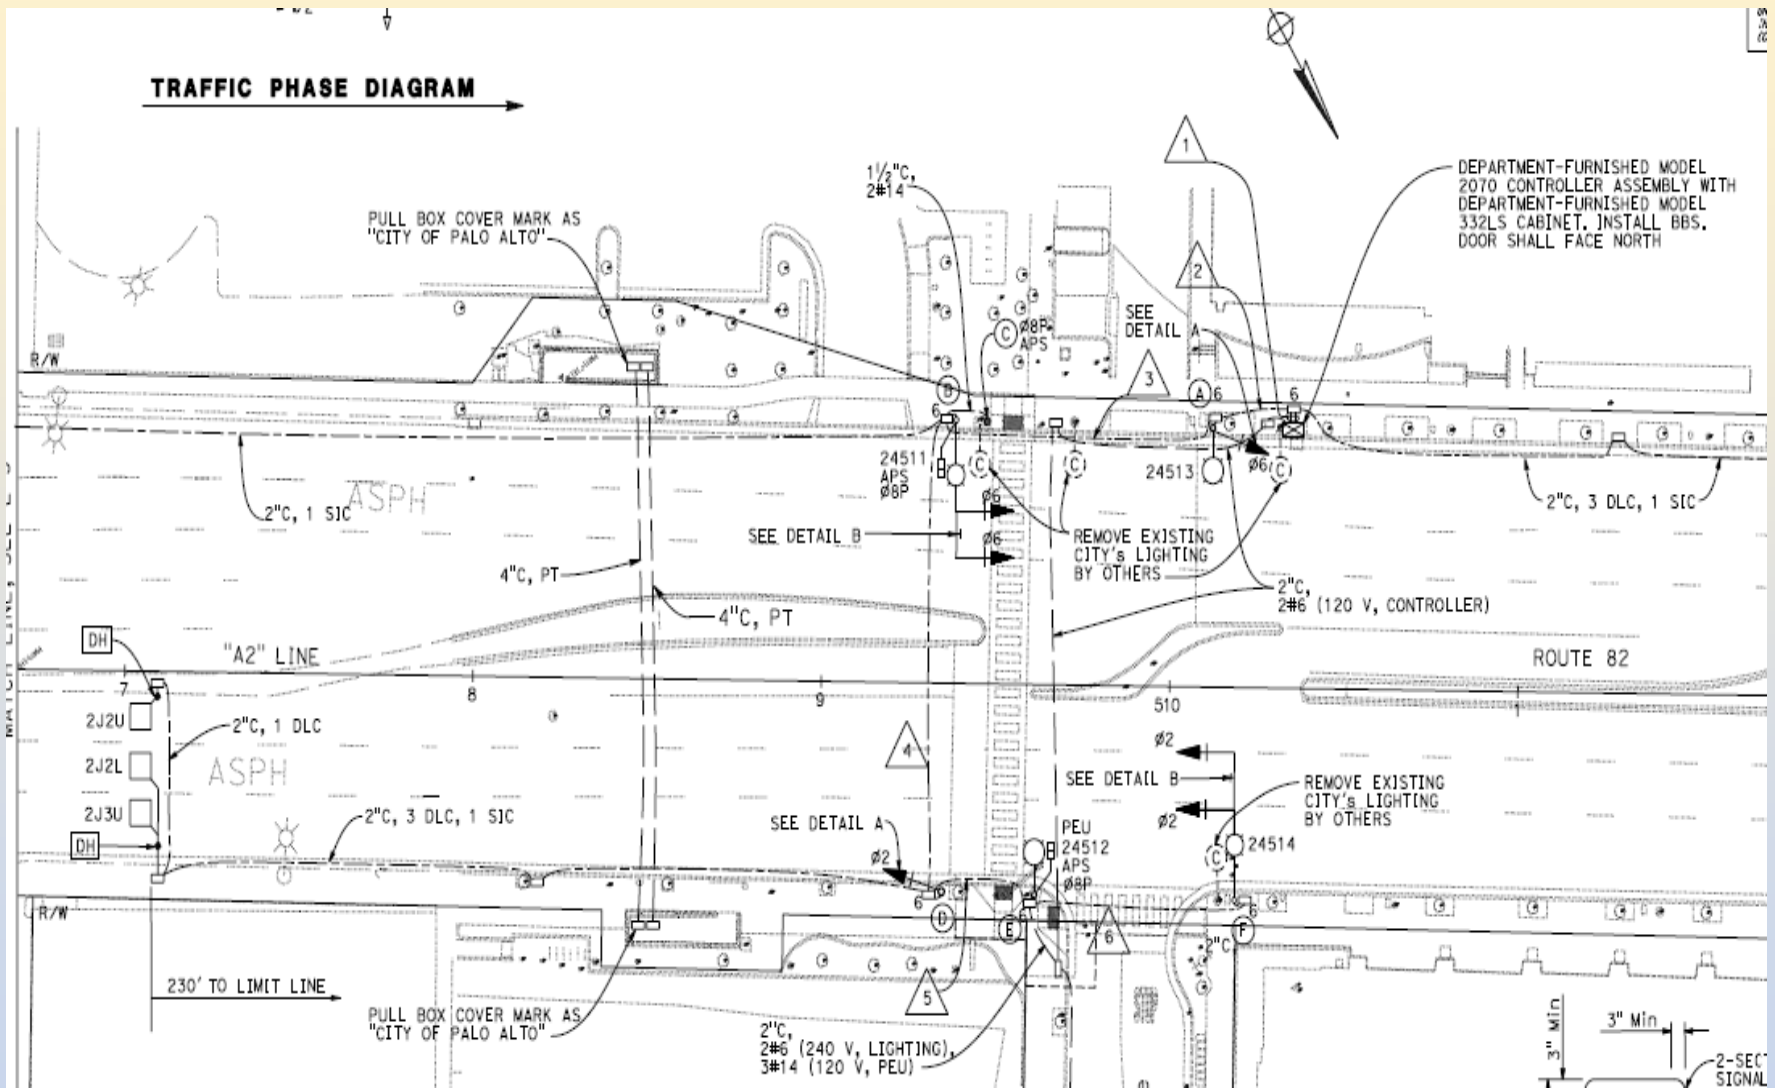 TRAFFIC PHASE DIAGRAM
1
DEPARTMENT-FURNISHED MODEL
2070 CONTROLLER ASSEMBLY WITH
DEPARTMENT-FURNISHED MODEL
332LS CABINET. INSTALL BBS.
DOOR SHALL FACE NORTH
1½"C,
2#14
PULL BOX COVER MARK AS
"CITY OF PALO ALTO"
2
SEE
DETAIL A
C
Ø8P
APS
R/W
3
B
A
6
6
6
24511
APS
Ø8P
C
C
24513
Ø6
C
ASPH
2"C, 1 SIC
2"C, 3 DLC, 1 SIC
Ø6
SEE DETAIL B
Ø6
REMOVE EXISTING
CITY's LIGHTING
BY OTHERS
4"C, PT
4"C, PT
2"C,
2#6 (120 V, CONTROLLER)
DH
"A2" LINE
ROUTE 82
7
8
9
510
2J2U
2"C, 1 DLC
4
Ø2
2J2L
ASPH
SEE DETAIL B
REMOVE EXISTING
CITY's LIGHTING
BY OTHERS
2J3U
2"C, 3 DLC, 1 SIC
SEE DETAIL A
Ø2
DH
PEU
24512
APS
Ø8P
24514
C
Ø2
6
6
R/W
D
E
6
F
2"C
230' TO LIMIT LINE
5
PULL BOX COVER MARK AS
"CITY OF PALO ALTO"
2"C,
2#6 (240 V, LIGHTING),
3#14 (120 V, PEU)
3" Min
3" Min
2-SEC
SIGNAL